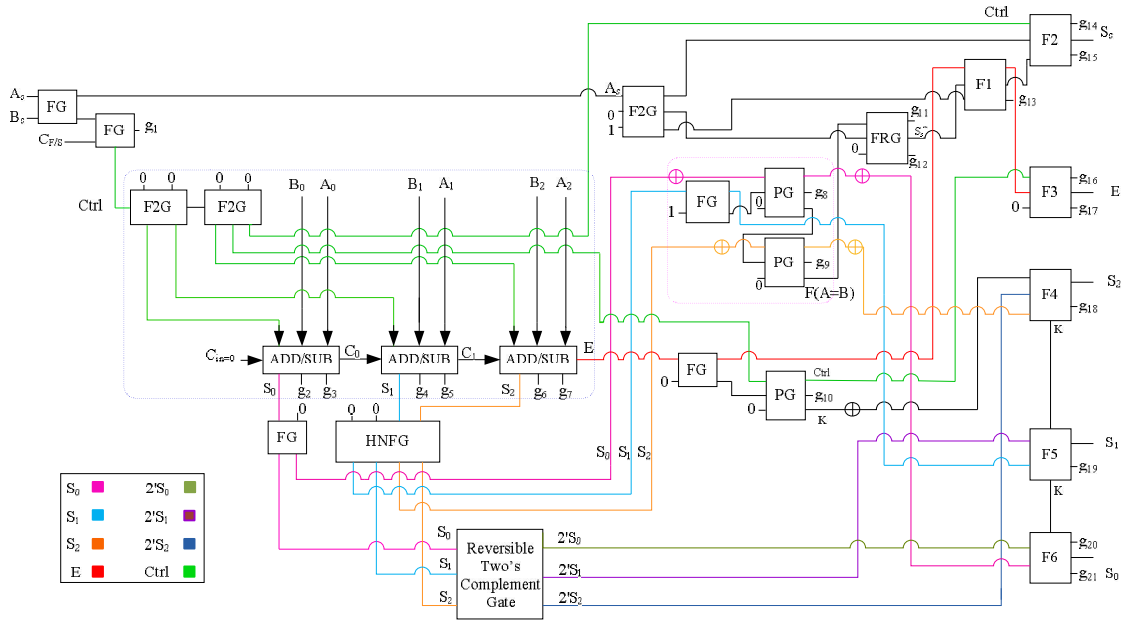 Ctrl
F2
g14
Ss
g15
As
Bs
FG
CF/S
FG
g1
As
0
1
F2G
F1
g13
g11
FRG
Ss~
0
g12
0 0
0 0
Ctrl
F2G
F2G
B0 A0
B1 A1
B2 A2
FG
1
PG
g8
0
PG
g9
0
F(A=B)
F3
g16
E
0
g17
F4
S2
g18
K
Cin=0
ADD/SUB
C0
ADD/SUB
C1
ADD/SUB
E
S0
g2 g3
S1
g4 g5
S2
g6 g7
FG
0
PG
Ctrl
g10
0
K
0
FG
0 0
HNFG
S0 S1 S2
F5
S1
g19
K
S0
2'S0
S1
2'S1
S2
2'S2
E
Ctrl
S0
S1
S2
Reversible
Two's
Complement
Gate
2'S0
2'S1
2'S2
F6
g20
g21
S0